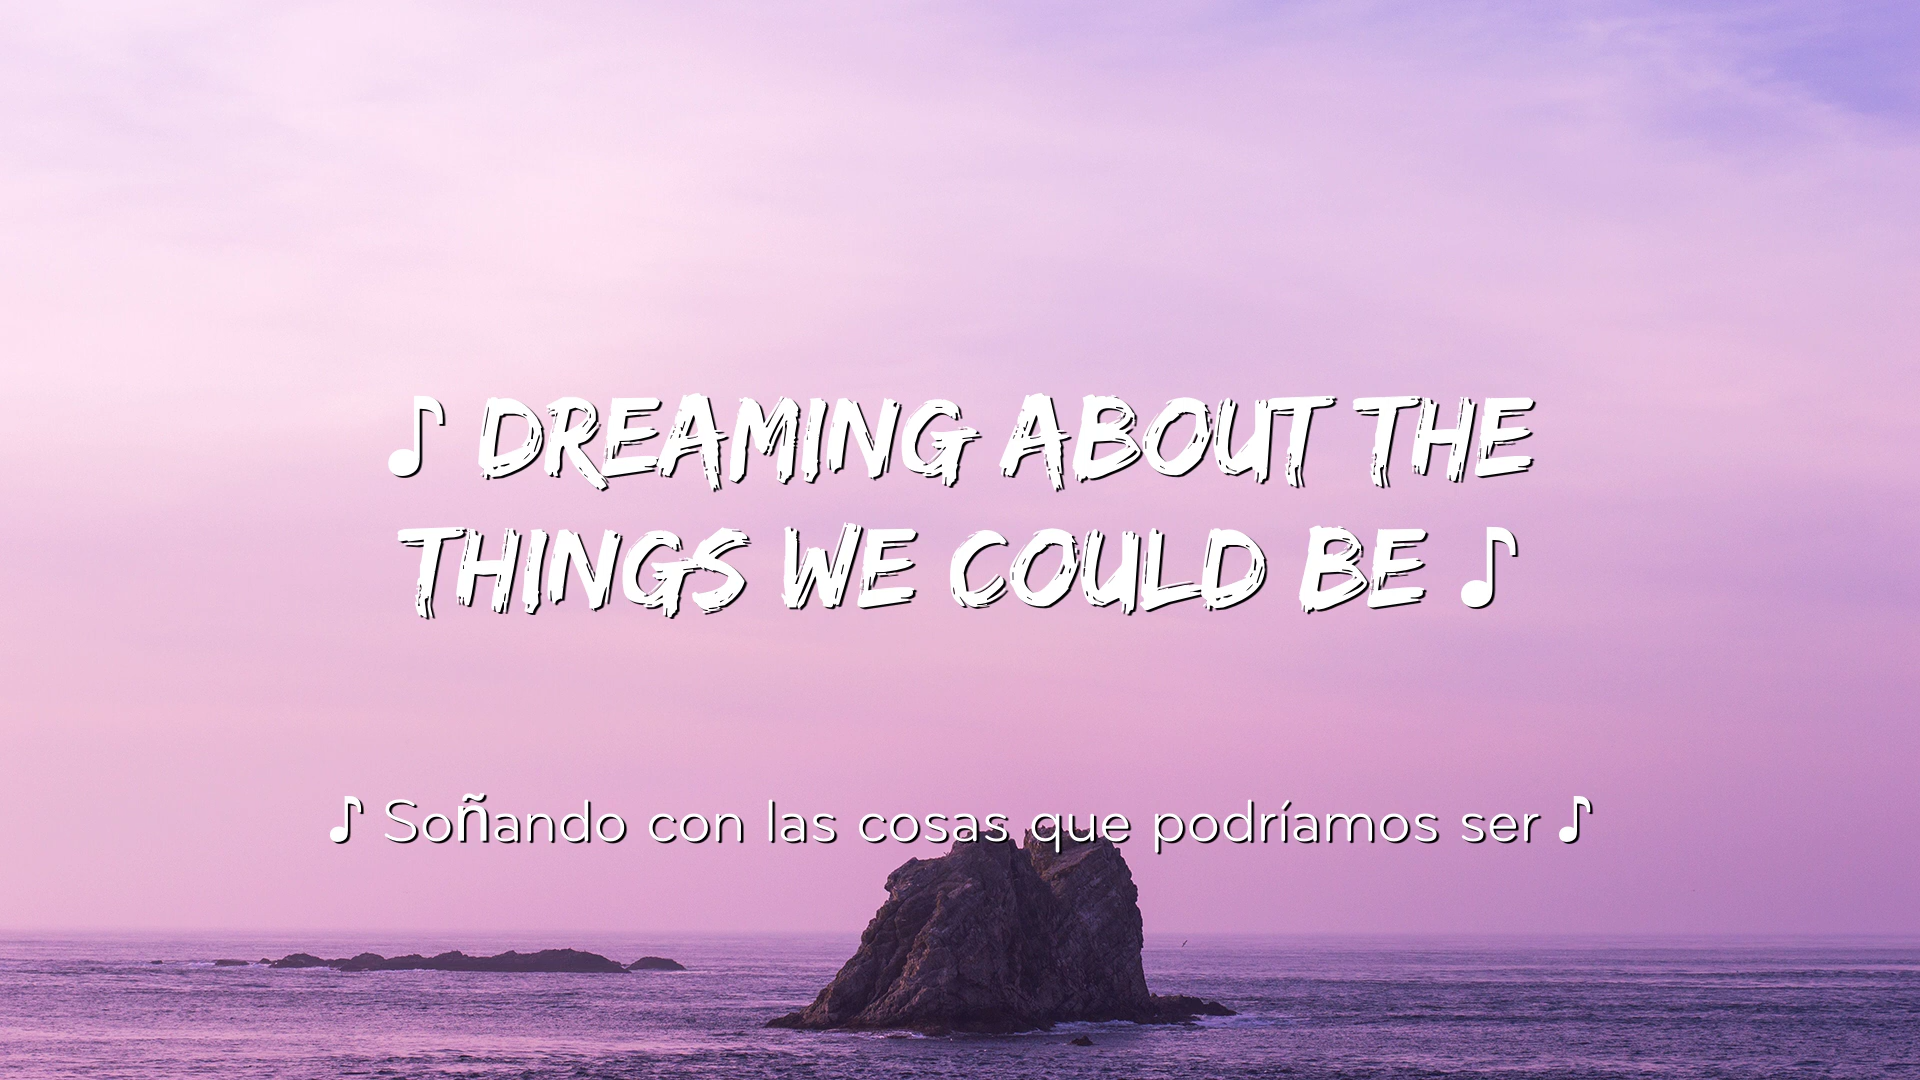 ♪ DREAMING ABOUT THE
THINGS WE COULD BE ♪
♪ Soñando con las cosas que podríamos ser ♪